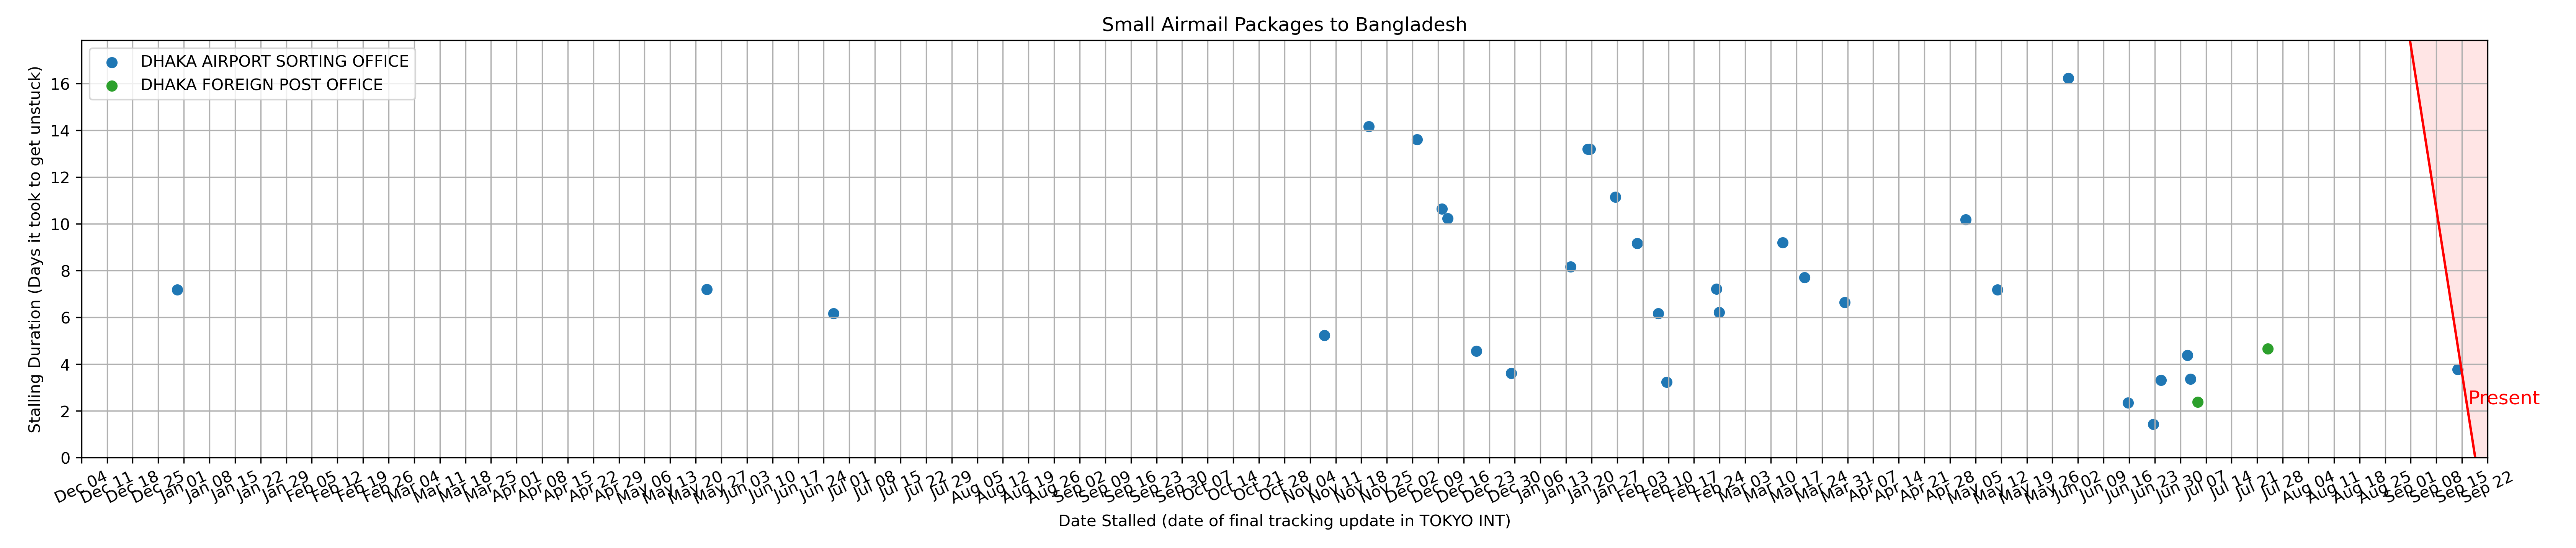 Small Airmail Packages to Bangladesh
DHAKA AIRPORT SORTING OFFICE
DHAKA FOREIGN POST OFFICE
Stalling Duration (Days it took to get unstuck)
16
14
12
10
8
6
4
2
0
Present
Dec 04
Dec 11
Dec 18
Dec 25
Jan 01
Jan 08
Jan 15
Jan 22
Jan 29
Feb 05
Feb 12
Feb 19
Feb 26
Mar 04
Mar 11
Mar 18
Mar 25
Apr 01
Apr 08
Apr 15
Apr 22
Apr 29
May 06
May 13
May 20
May 27
Jun 03
Jun 10
Jun 17
Jun 24
Jul 01
Jul 08
Jul 15
Jul 22
Jul 29
Aug 05
Aug 12
Aug 19
Aug 26
Sep 02
Sep 09
Sep 16
Sep 23
Sep 30
Oct 07
Oct 14
Oct 21
Oct 28
Nov 04
Nov 11
Nov 18
Nov 25
Dec 02
Dec 09
Dec 16
Dec 23
Dec 30
Jan 06
Jan 13
Jan 20
Jan 27
Feb 03
Feb 10
Feb 17
Feb 24
Mar 03
Mar 10
Mar 17
Mar 24
Mar 31
Apr 07
Apr 14
Apr 21
Apr 28
May 05
May 12
May 19
May 26
Jun 02
Jun 09
Jun 16
Jun 23
Jun 30
Jul 07
Jul 14
Jul 21
Jul 28
Aug 04
Aug 11
Aug 18
Aug 25
Sep 01
Sep 08
Sep 15
Sep 22
Date Stalled (date of final tracking update in TOKYO INT)